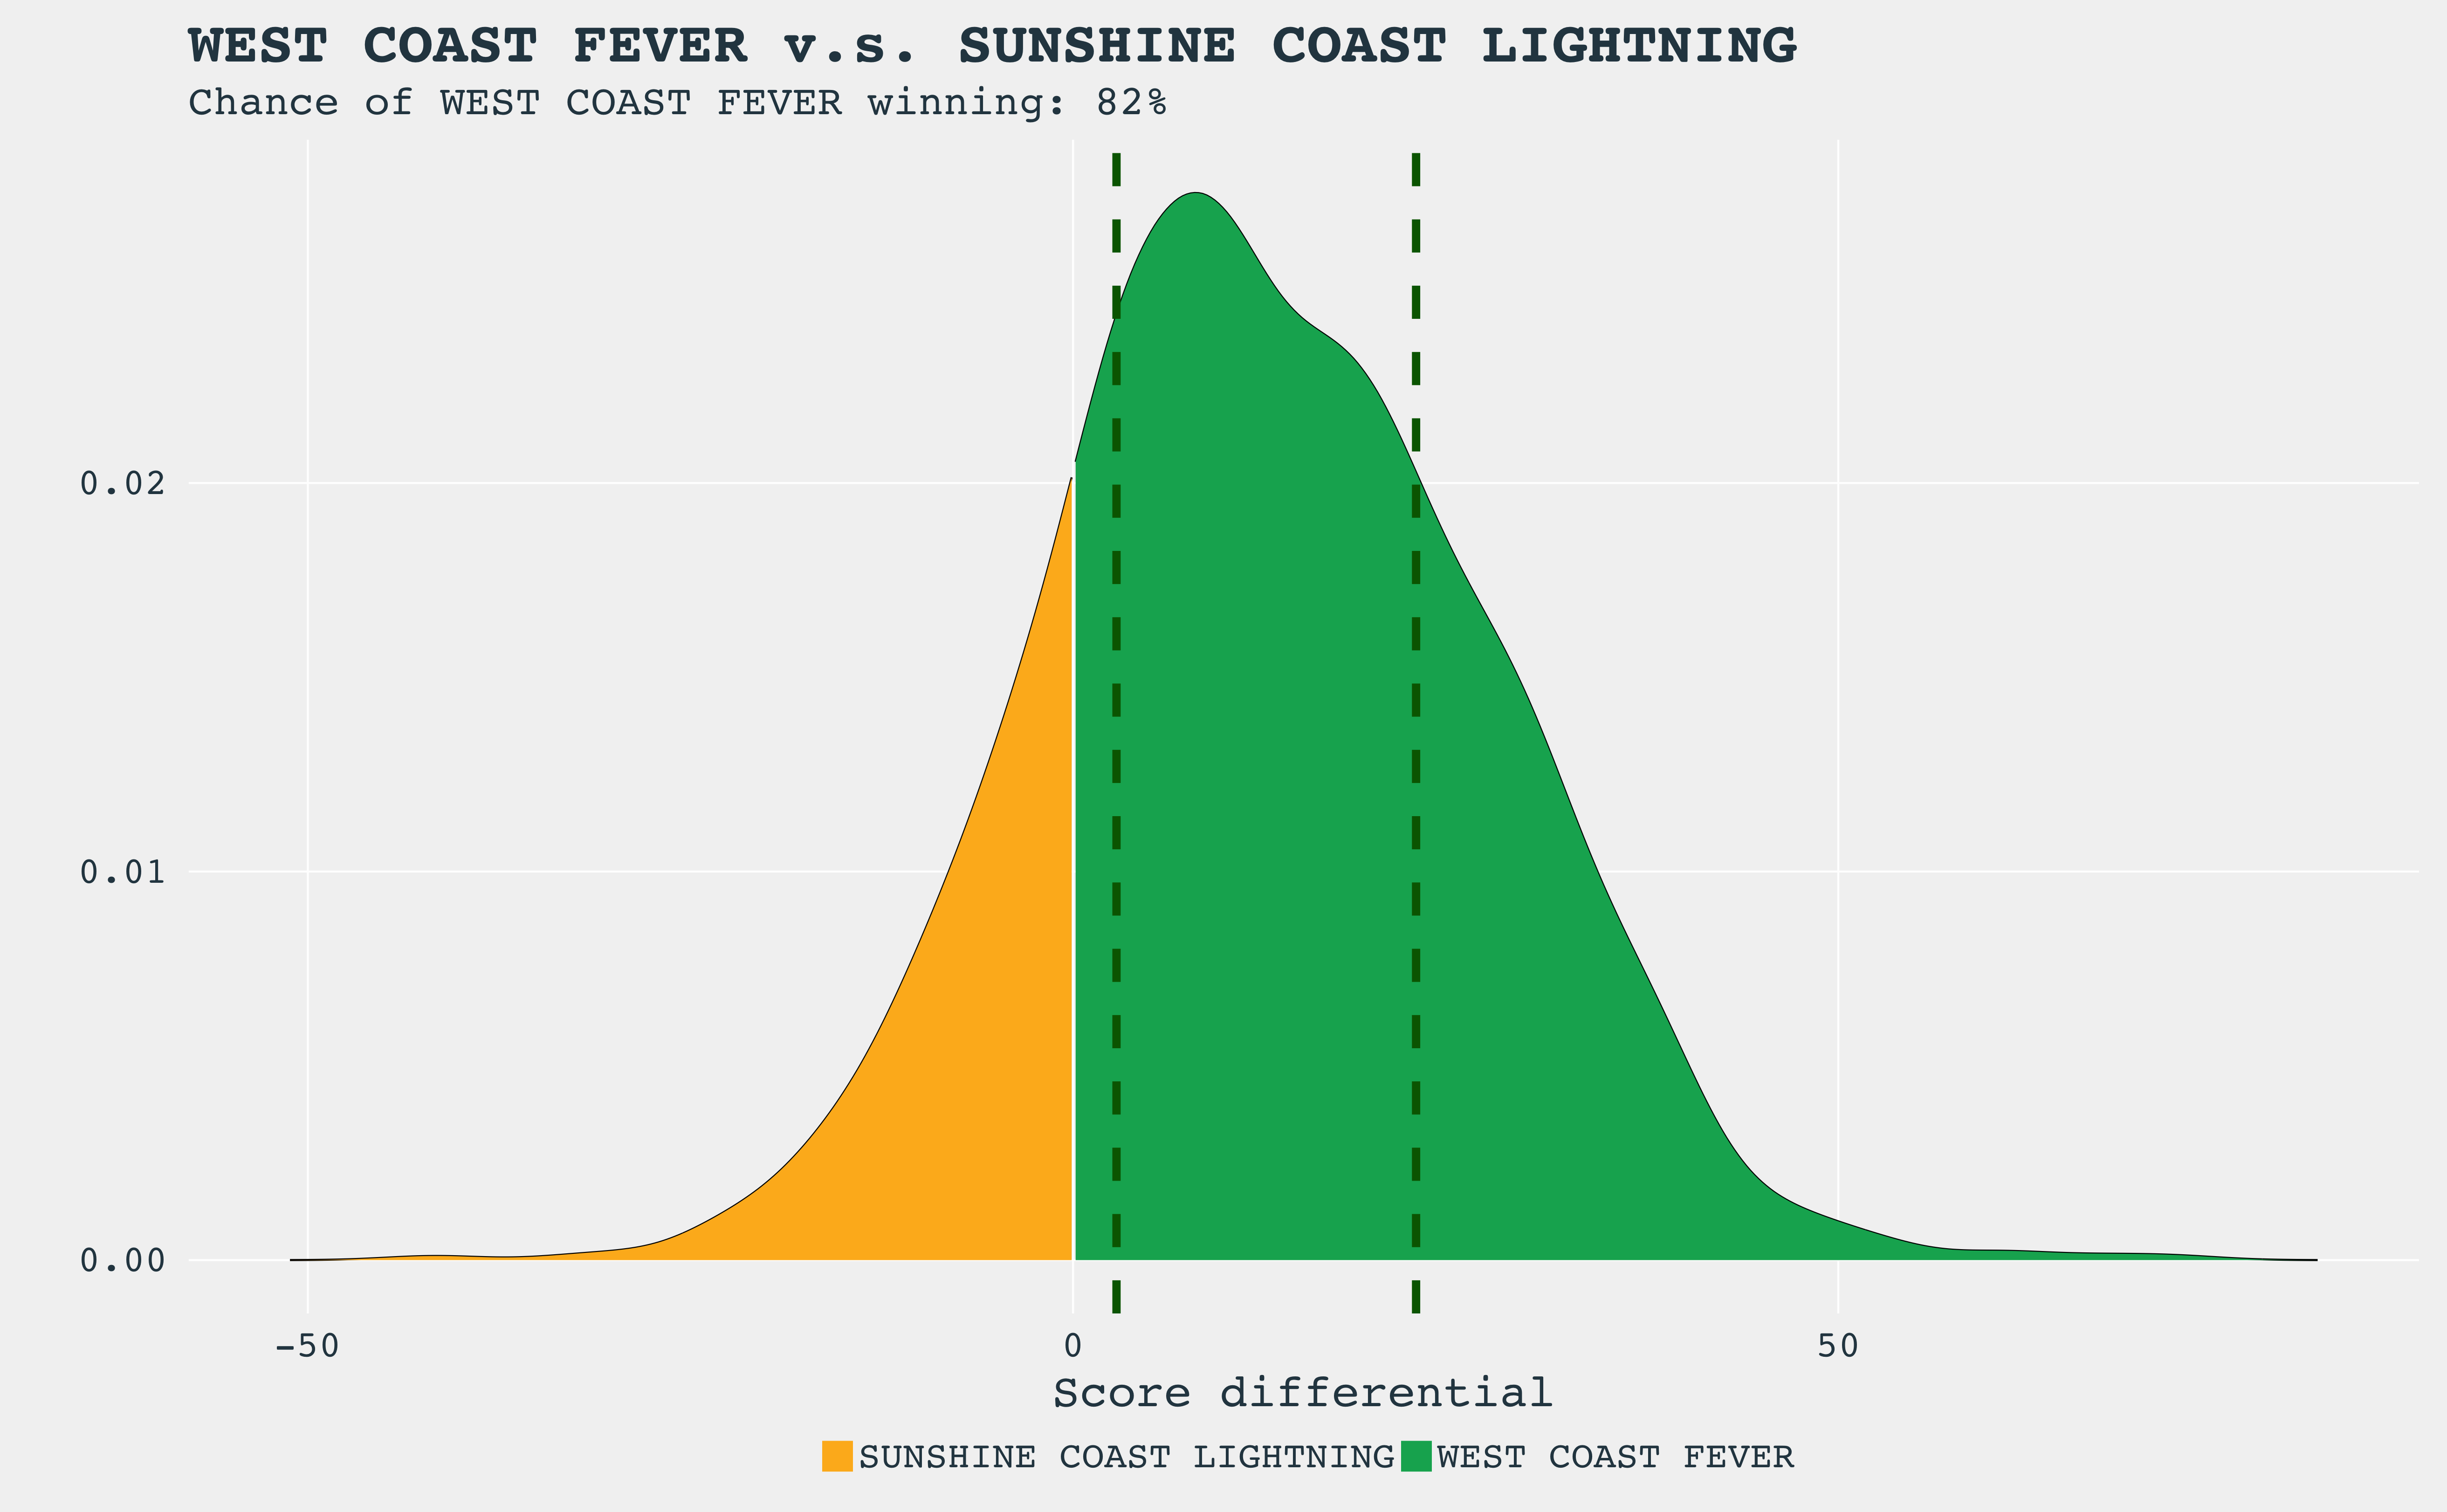 WEST COAST FEVER v.s. SUNSHINE COAST LIGHTNING
Chance of WEST COAST FEVER winning: 82%
0.02
0.01
0.00
-50 0 50
Score differential
SUNSHINE COAST LIGHTNING WEST COAST FEVER